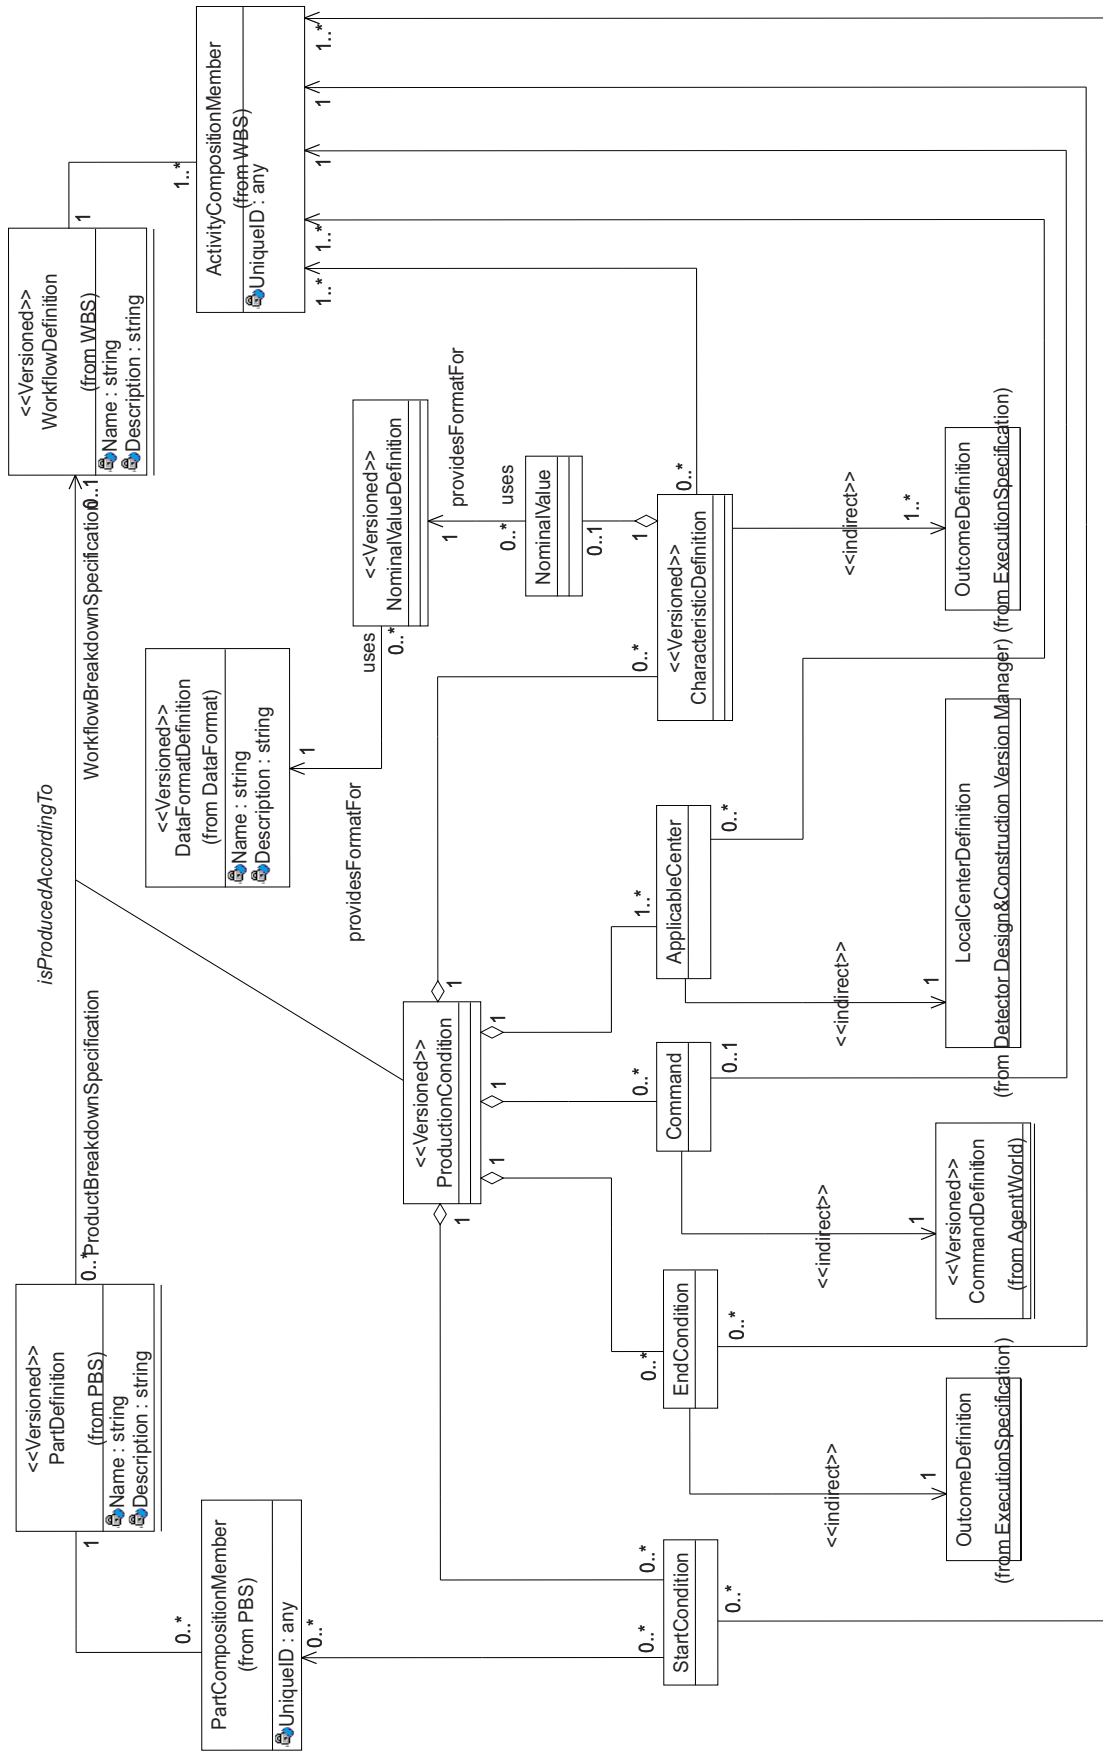 isProducedAccordingTo
<<Versioned>>
PartDefinition
(from PBS)
Name : string
Description : string
1
0..*
ProductBreakdownSpecification
WorkflowBreakdownSpecification
0..1
<<Versioned>>
WorkflowDefinition
(from WBS)
Name : string
Description : string
1
1..*
PartCompositionMember
(from PBS)
UniqueID : any
0..*
0..*
<<Versioned>>
DataFormatDefinition
(from DataFormat)
Name : string
Description : string
1
providesFormatFor
uses
0..*
<<Versioned>>
NominalValueDefinition
1
providesFormatFor
uses
0..*
NominalValue
0..1
1
ActivityCompositionMember
(from WBS)
UniqueID : any
1..*
1..*
1
1
1..*
<<Versioned>>
ProductionCondition
1
1
1
1
1
0..*
0..*
StartCondition
0..*
0..*
EndCondition
0..*
0..*
Command
0..1
1..*
ApplicableCenter
0..*
0..*
<<Versioned>>
CharacteristicDefinition
0..*
<<indirect>>
1
<<indirect>>
1
<<indirect>>
1
<<indirect>>
1..*
OutcomeDefinition
(from ExecutionSpecification)
<<Versioned>>
CommandDefinition
(from AgentWorld)
LocalCenterDefinition
(from Detector Design&Construction Version Manager)
OutcomeDefinition
(from ExecutionSpecification)